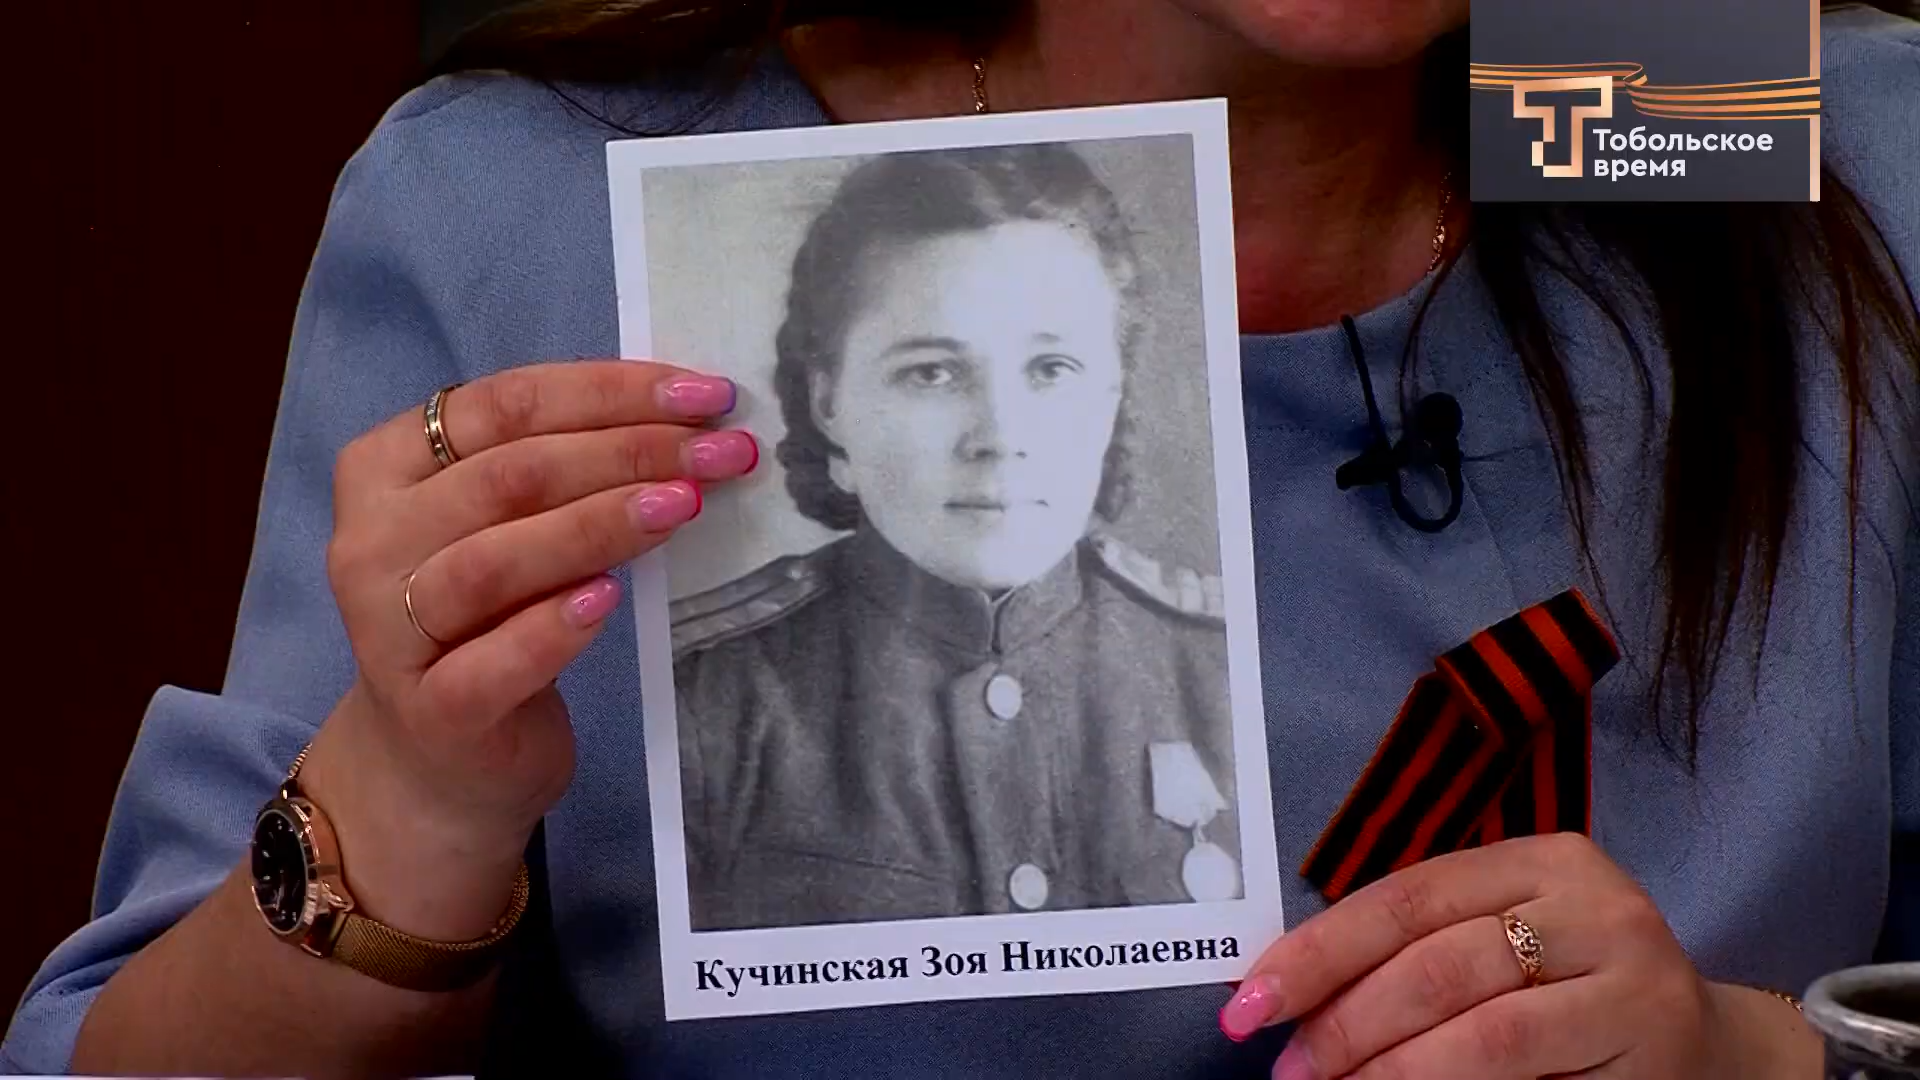 Тобольское
время
Кучинская Зоя Николаевна